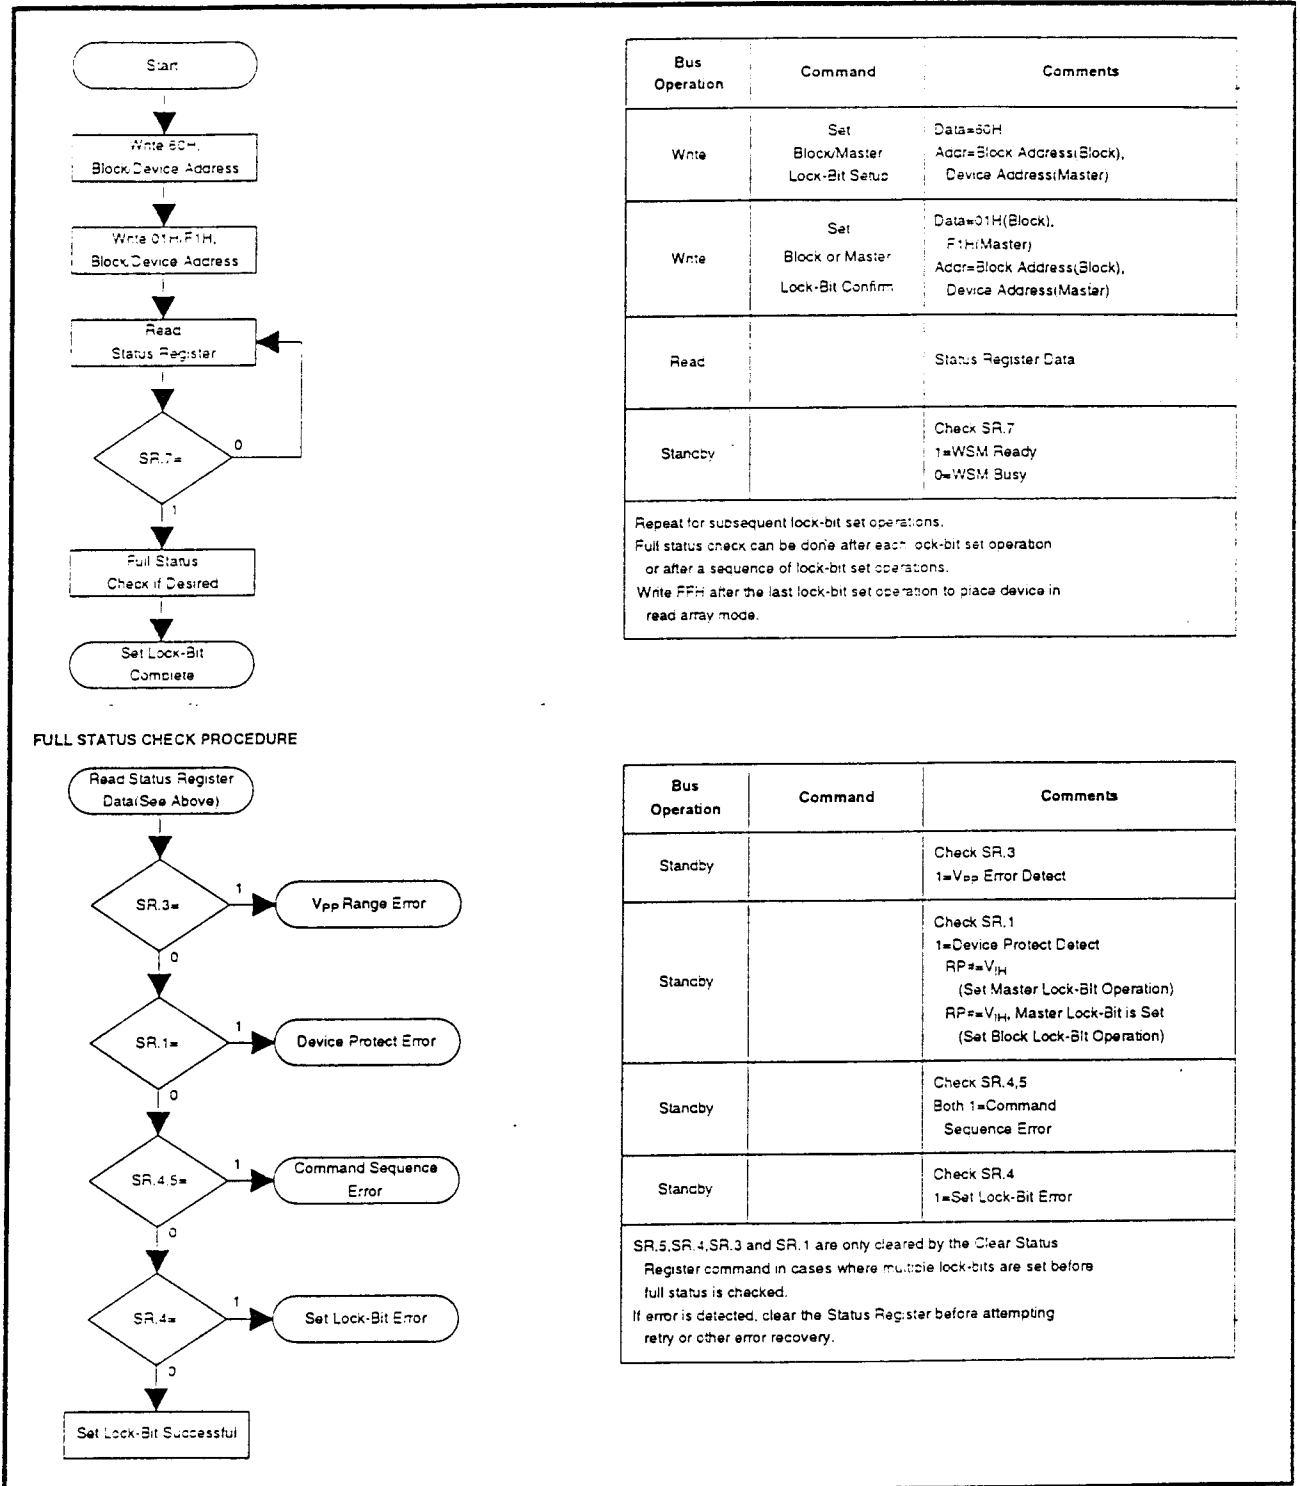 Start
Write 60H,
Block/Device Address
Write 01H/F1H,
Block/Device Address
Read
Status Register
SR.7=
0
1
Full Status
Check if Desired
Set Lock-Bit
Complete
Bus
Operation
Command
Comments
Write
Set
Block/Master
Lock-Bit Setup
Data=60H
Addr=Block Address(Block),
Device Address(Master)
Write
Set
Block or Master
Lock-Bit Confirm
Data=01H(Block),
F1H(Master)
Addr=Block Address(Block),
Device Address(Master)
Read
Status Register Data
Standby
Check SR.7
1=WSM Ready
0=WSM Busy
Repeat for subsequent lock-bit set operations.
Full status check can be done after each lock-bit set operation
or after a sequence of lock-bit set operations.
Write FFH after the last lock-bit set operation to place device in
read array mode.
FULL STATUS CHECK PROCEDURE
Read Status Register
Data(See Above)
SR.3=
1
VPP Range Error
0
SR.1=
1
Device Protect Error
0
SR.4,5=
1
Command Sequence
Error
0
SR.4=
1
Set Lock-Bit Error
0
Set Lock-Bit Successful
Bus
Operation
Command
Comments
Standby
Check SR.3
1=VPP Error Detect
Standby
Check SR.1
1=Device Protect Detect
RP#=VIH
(Set Master Lock-Bit Operation)
RP#=VIH, Master Lock-Bit is Set
(Set Block Lock-Bit Operation)
Standby
Check SR.4,5
Both 1=Command
Sequence Error
Standby
Check SR.4
1=Set Lock-Bit Error
SR.5,SR.4,SR.3 and SR.1 are only cleared by the Clear Status
Register command in cases where multiple lock-bits are set before
full status is checked.
If error is detected, clear the Status Register before attempting
retry or other error recovery.